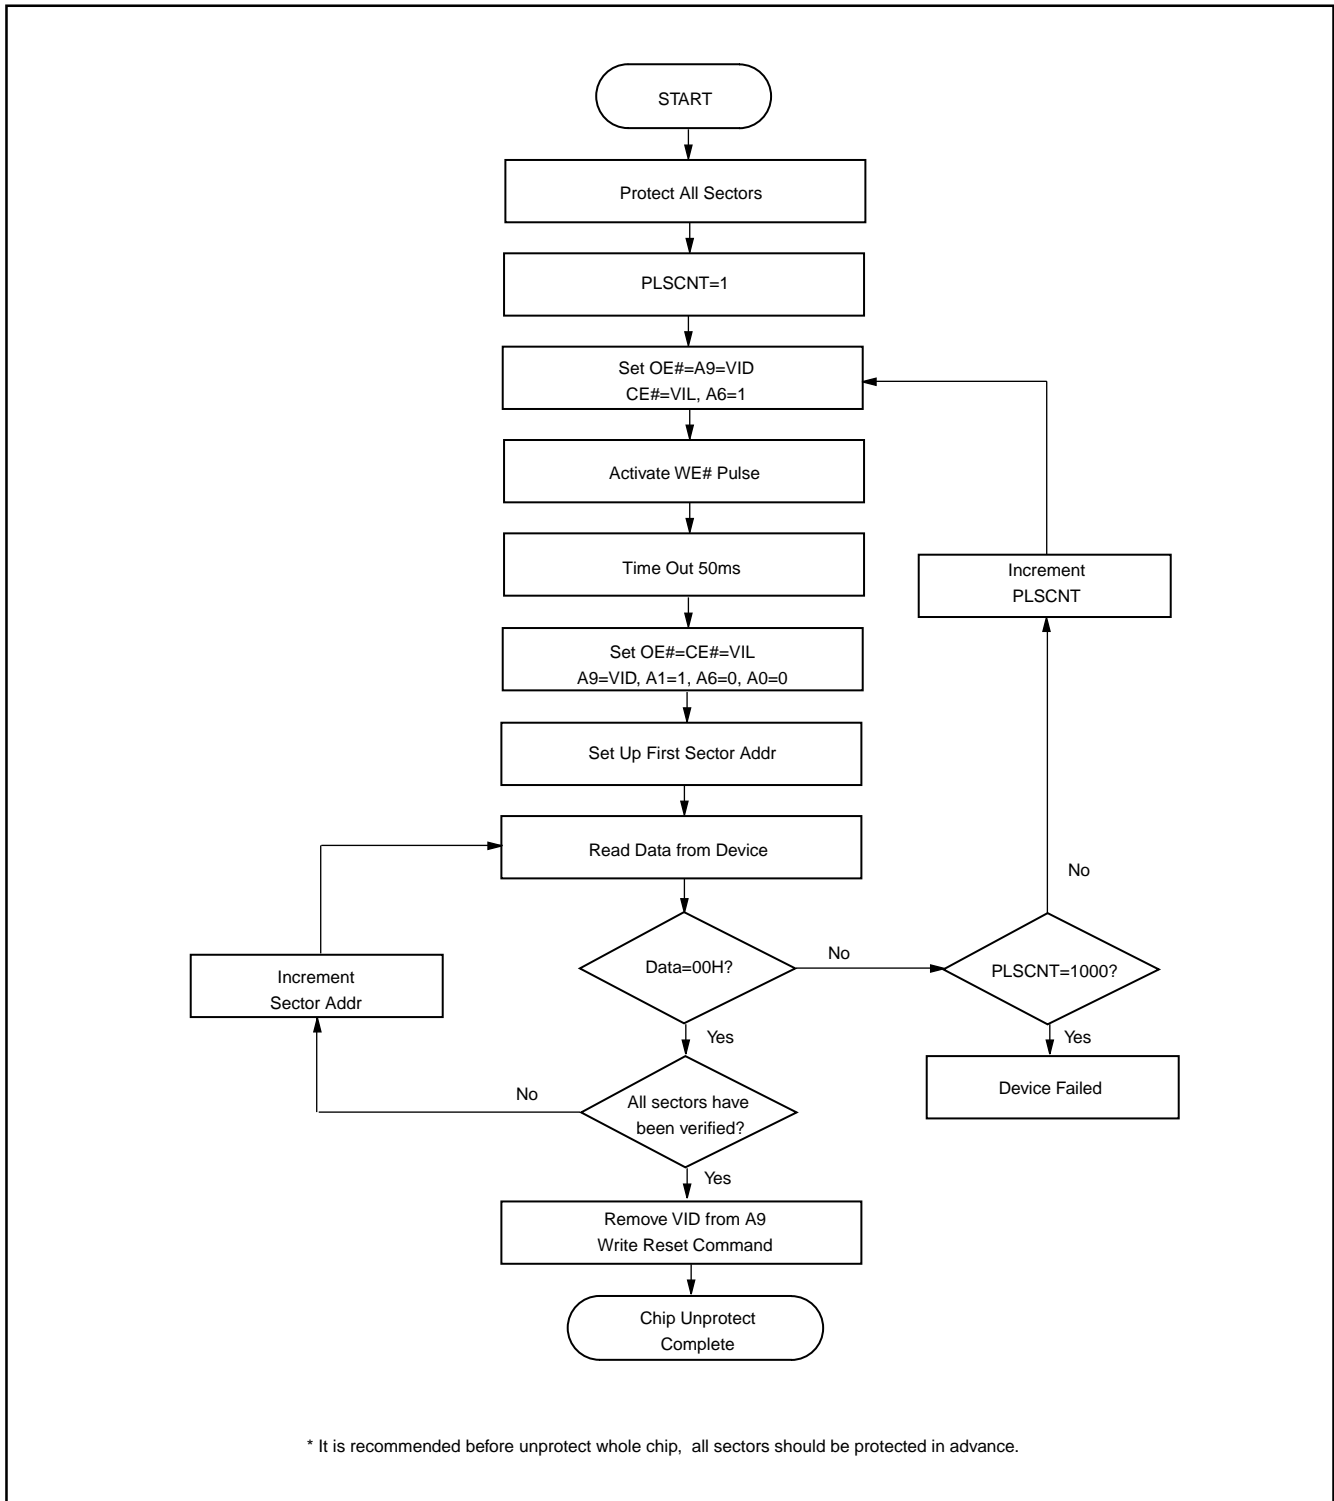 START
Protect All Sectors
PLSCNT=1
Set OE#=A9=VID
CE#=VIL, A6=1
Activate WE# Pulse
Time Out 50ms
Increment
PLSCNT
Set OE#=CE#=VIL
A9=VID, A1=1, A6=0, A0=0
Set Up First Sector Addr
Read Data from Device
No
Data=00H?
No
PLSCNT=1000?
Increment
Sector Addr
Yes
Yes
Device Failed
No
All sectors have
been verified?
Yes
Remove VID from A9
Write Reset Command
Chip Unprotect
Complete
* It is recommended before unprotect whole chip, all sectors should be protected in advance.